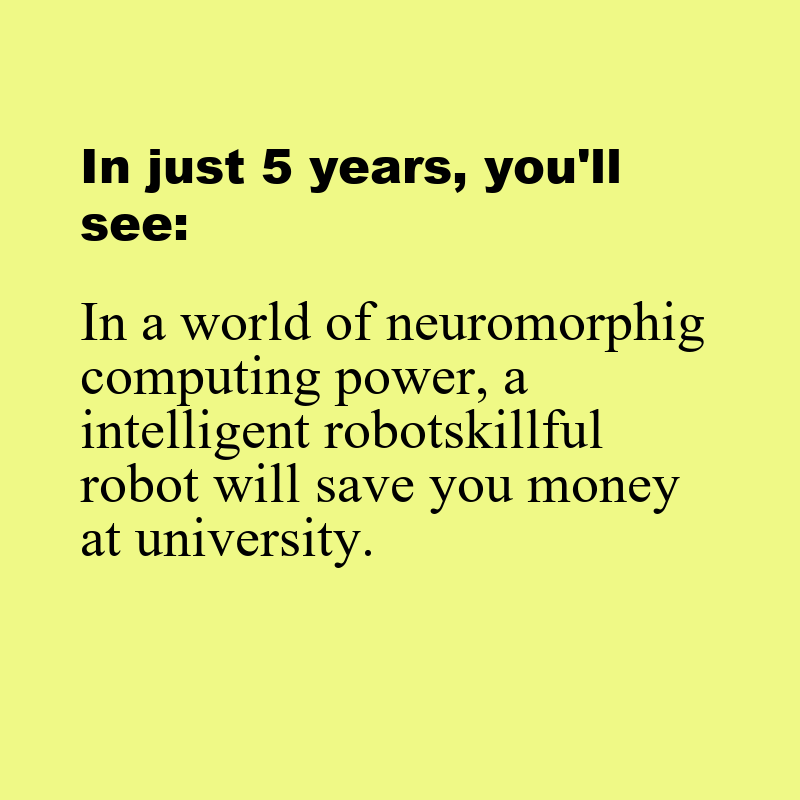 In just 5 years, you'll
see:
In a world of neuromorphig
computing power, a
intelligent robotskillful
robot will save you money
at university.